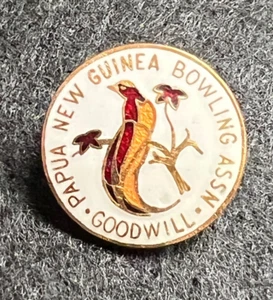 PAPUA NEW GUINEA BOWLING ASSN
· GOODWILL ·